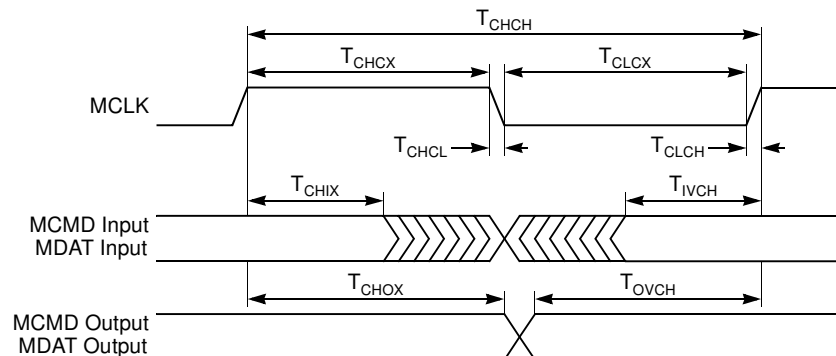 TCHCH
TCHCX
TCLCX
MCLK
TCHCL
TCLCH
TCHIX
TIVCH
MCMD Input
MDAT Input
TCHOX
TOVCH
MCMD Output
MDAT Output